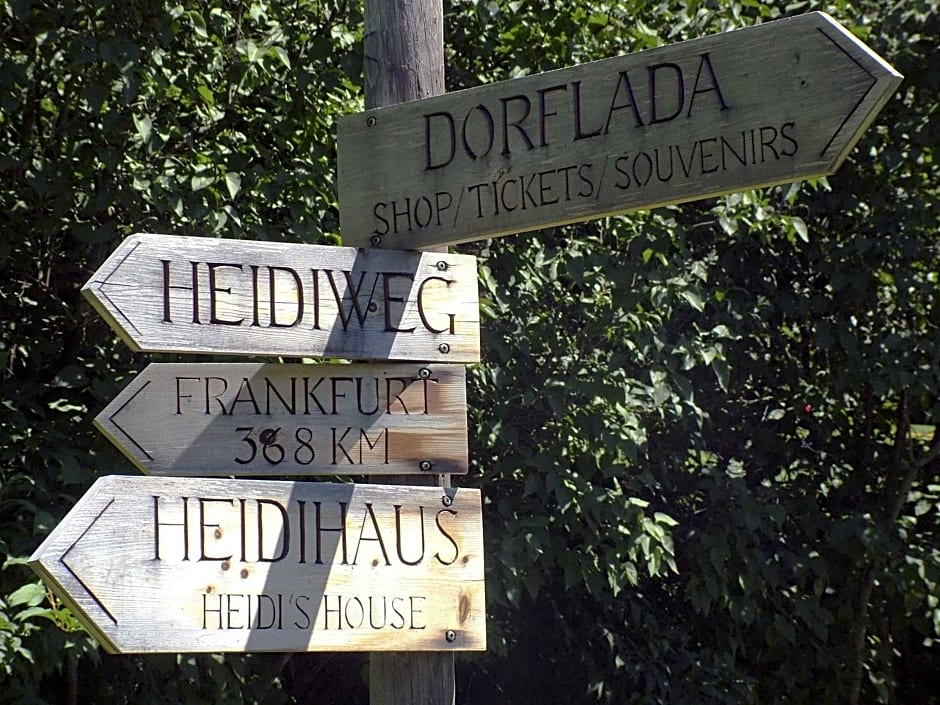 DORFLADA
SHOP/TICKETS/SOUVENIRS
HEIDIWEG
FRANKFURT
368 KM
HEIDIHAUS
HEIDI'S HOUSE